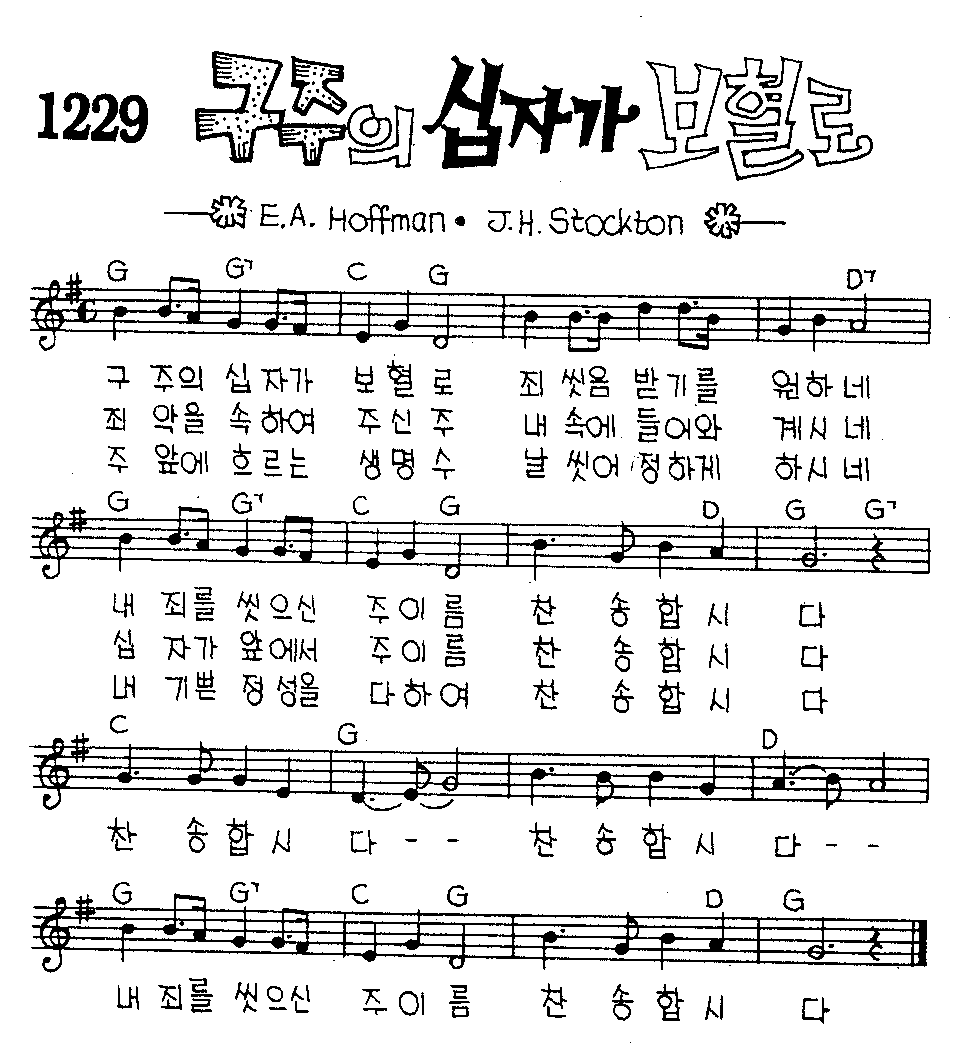 1229 구주의 십자가 보혈로
E.A. Hoffman · J.H. Stockton
G G7 C G D7
구 주의 십 자가 보 혈 로 죄 씻음 받기를 원하네
죄 악을 속하여 주신주 내 속에 들어와 계시네
주 앞에 흐르는 생명수 날 씻어 정하게 하시네
G G7 C G D G G7
내 죄를 씻으신 주이름 찬 송합시 다
십 자가 앞에서 주이름 찬 송합시 다
내 기쁜 정성을 다하여 찬 송합시 다
C G D
찬 송합시 다 - - 찬 송합시 다 - -
G G7 C G D G
내 죄를 씻으신 주이름 찬 송합시 다